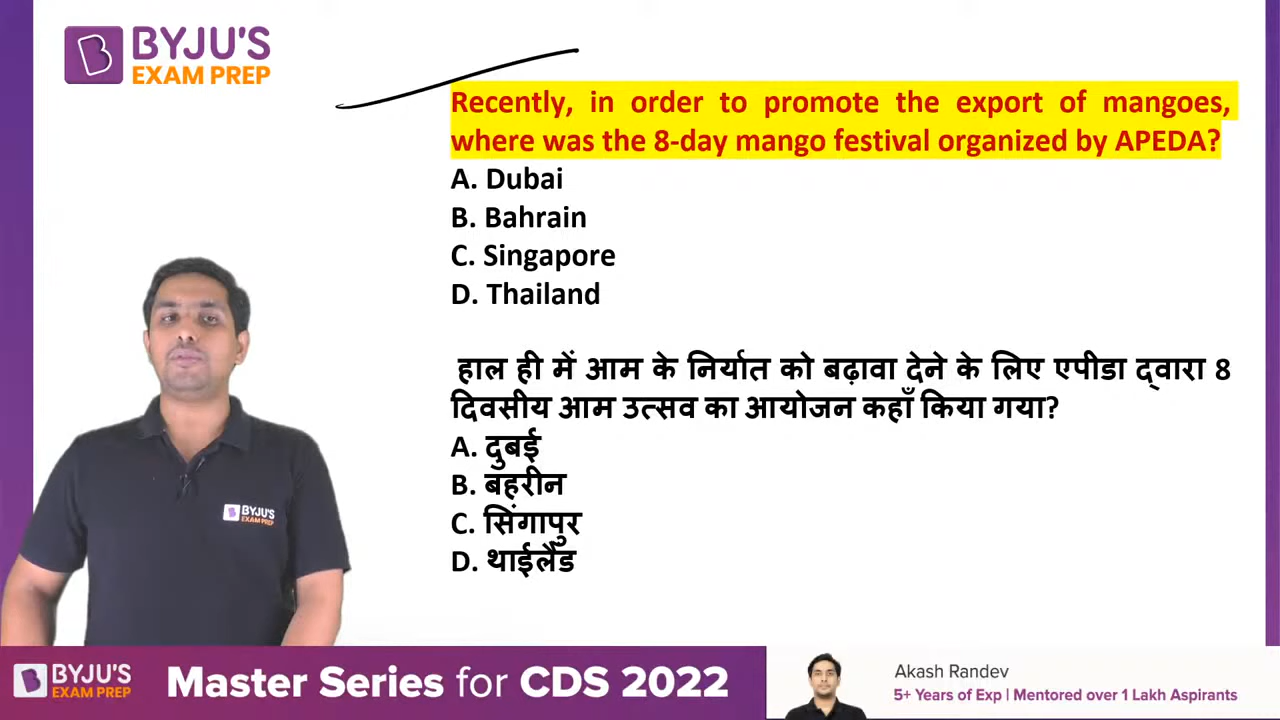 BYJU'S
EXAM PREP
Recently, in order to promote the export of mangoes,
where was the 8-day mango festival organized by APEDA?
A. Dubai
B. Bahrain
C. Singapore
D. Thailand
हाल ही में आम के निर्यात को बढ़ावा देने के लिए एपीडा द्वारा 8
दिवसीय आम उत्सव का आयोजन कहाँ किया गया?
A. दुबई
B. बहरीन
C. सिंगापुर
D. थाईलैंड
BYJU'S
EXAM PREP
BYJU'S
EXAM PREP
Master Series for CDS 2022
Akash Randev
5+ Years of Exp | Mentored over 1 Lakh Aspirants